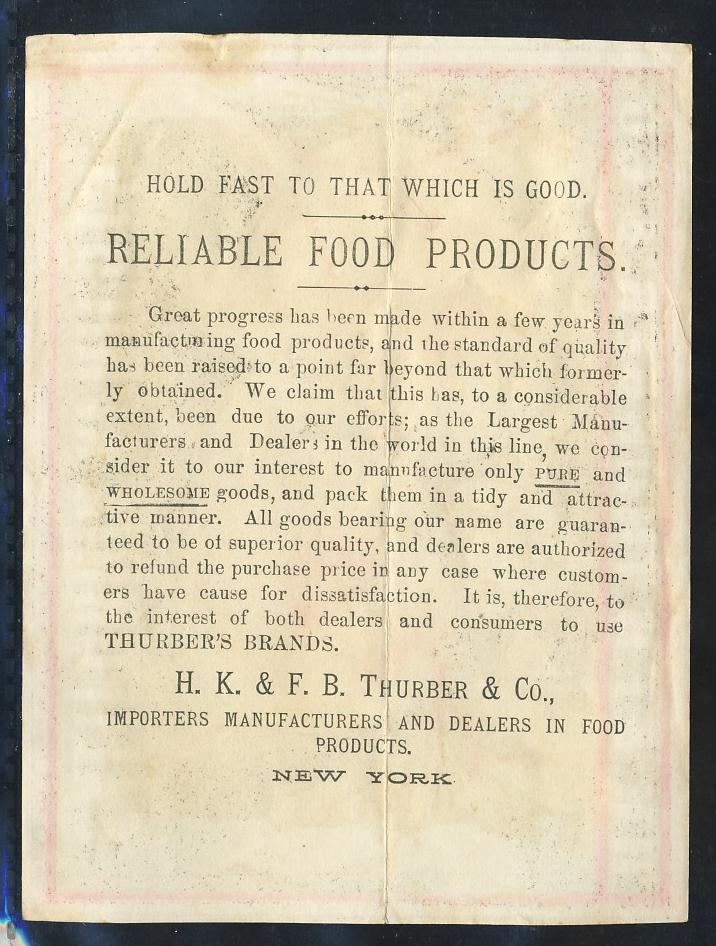 HOLD FAST TO THAT WHICH IS GOOD.
RELIABLE FOOD PRODUCTS.
Great progress has been made within a few years in
manufacturing food products, and the standard of quality
has been raised to a point far beyond that which former-
ly obtained. We claim that this has, to a considerable
extent, been due to our efforts; as the Largest Manu-
facturers and Dealers in the world in this line, we con-
sider it to our interest to manufacture only PURE and
WHOLESOME goods, and pack them in a tidy and attrac-
tive manner. All goods bearing our name are guaran-
teed to be of superior quality, and dealers are authorized
to refund the purchase price in any case where custom-
ers have cause for dissatisfaction. It is, therefore, to
the interest of both dealers and consumers to use
THURBER'S BRANDS.
H. K. & F. B. THURBER & CO.,
IMPORTERS MANUFACTURERS AND DEALERS IN FOOD
PRODUCTS.
NEW YORK.